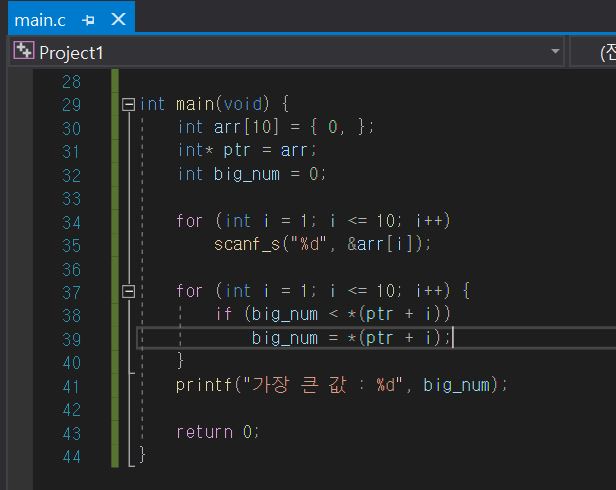 main.c
Project1
(전
28
29 int main(void) {
30 int arr[10] = { 0, };
31 int* ptr = arr;
32 int big_num = 0;
33
34 for (int i = 1; i <= 10; i++)
35 scanf_s("%d", &arr[i]);
36
37 for (int i = 1; i <= 10; i++) {
38 if (big_num < *(ptr + i))
39 big_num = *(ptr + i);
40 }
41 printf("가장 큰 값 : %d", big_num);
42
43 return 0;
44 }